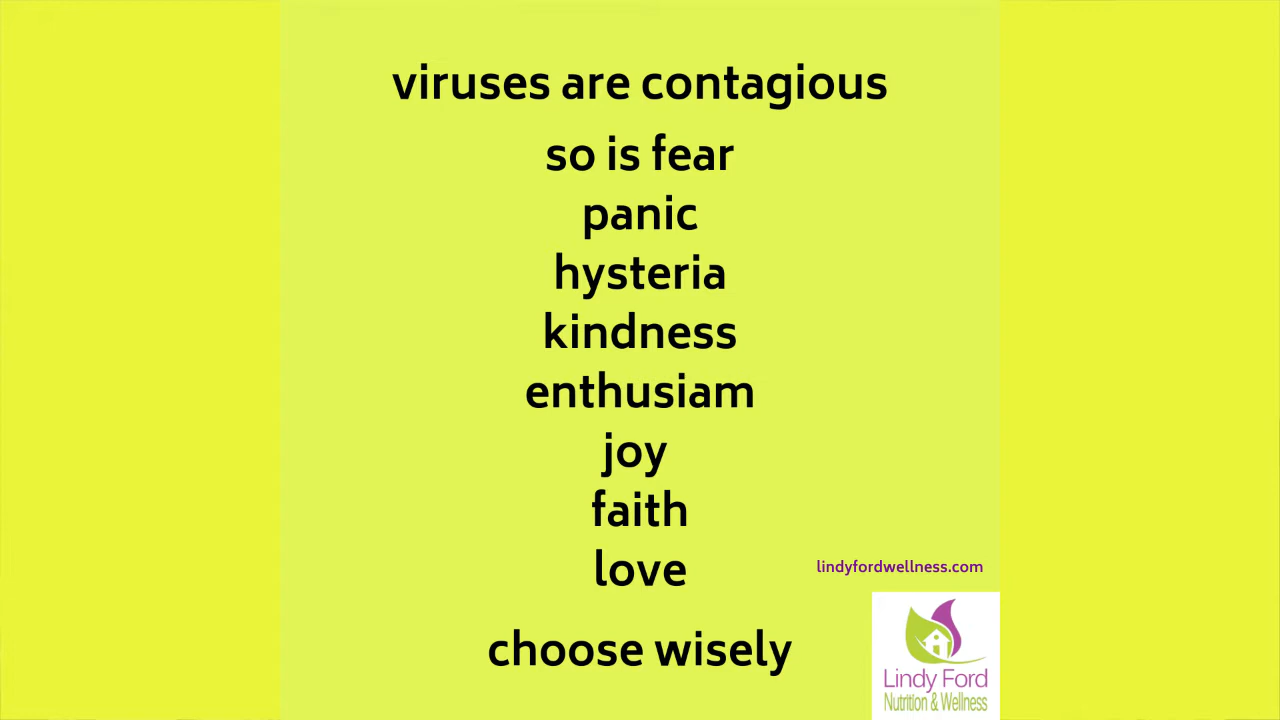 viruses are contagious
so is fear
panic
hysteria
kindness
enthusiam
joy
faith
love
lindyfordwellness.com
choose wisely
Lindy Ford
Nutrition & Wellness